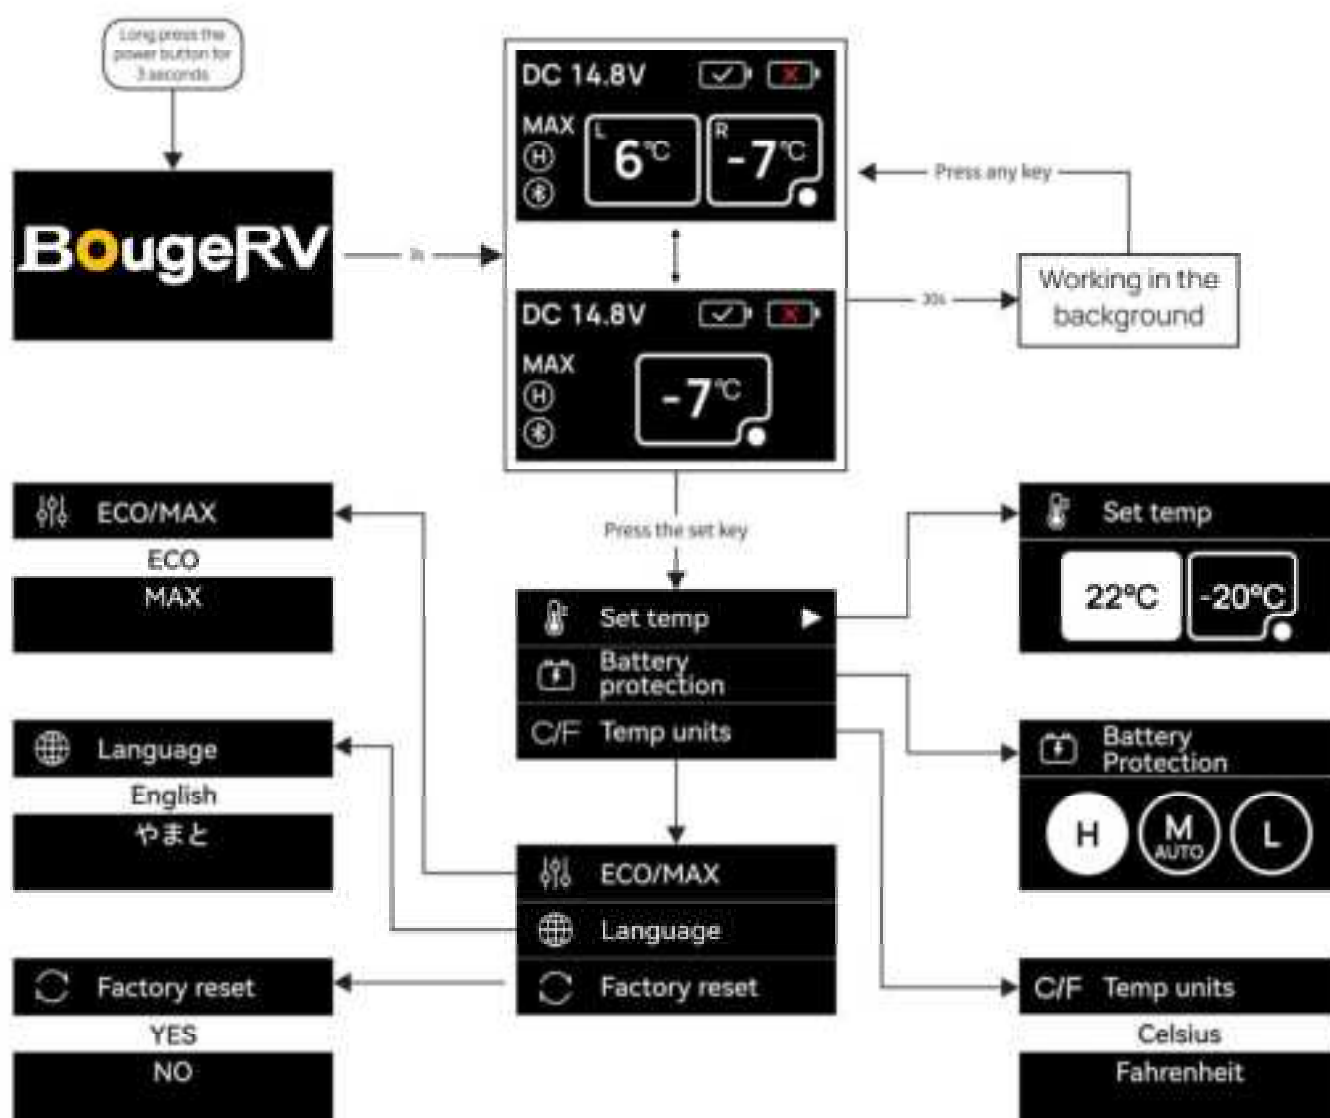 Long press the
power button for
3 seconds
BougeRV
3s
DC 14.8V
MAX
L
6°C
R
-7°C
H
DC 14.8V
MAX
-7°C
H
Press any key
30s
Working in the
background
Press the set key
Set temp
Battery
protection
C/F Temp units
ECO/MAX
Language
Factory reset
ECO/MAX
ECO
MAX
Language
English
やまと
Factory reset
YES
NO
Set temp
22°C
-20°C
Battery
Protection
H
M
AUTO
L
C/F Temp units
Celsius
Fahrenheit